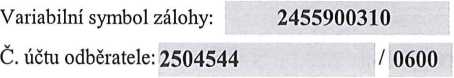 Variabilní symbol zálohy: 2455900310
Č. účtu odběratele: 2504544 / 0600